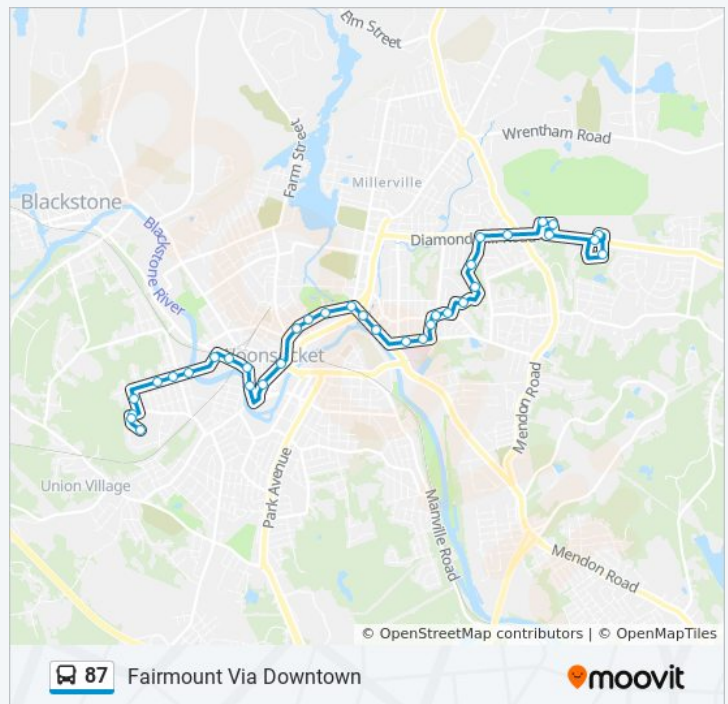 Elm Street
Wrentham Road
Farm Street
Millerville
Blackstone
Diamond Hill Road
Blackstone River
Woonsocket
Mendon Road
Park Avenue
Union Village
Manville Road
Mendon Road
© OpenStreetMap contributors | © OpenMapTiles
87 Fairmount Via Downtown
moovit